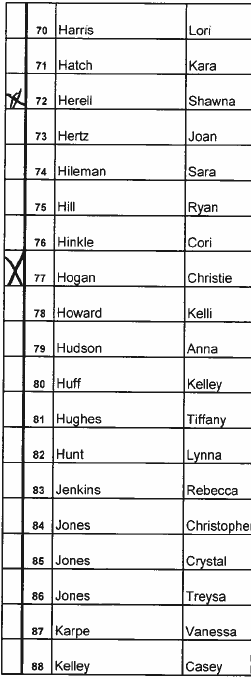 70 Harris Lori
71 Hatch Kara
72 Herell Shawna
73 Hertz Joan
74 Hileman Sara
75 Hill Ryan
76 Hinkle Cori
X 77 Hogan Christie
78 Howard Kelli
79 Hudson Anna
80 Huff Kelley
81 Hughes Tiffany
82 Hunt Lynna
83 Jenkins Rebecca
84 Jones Christophe
85 Jones Crystal
86 Jones Treysa
87 Karpe Vanessa
88 Kelley Casey